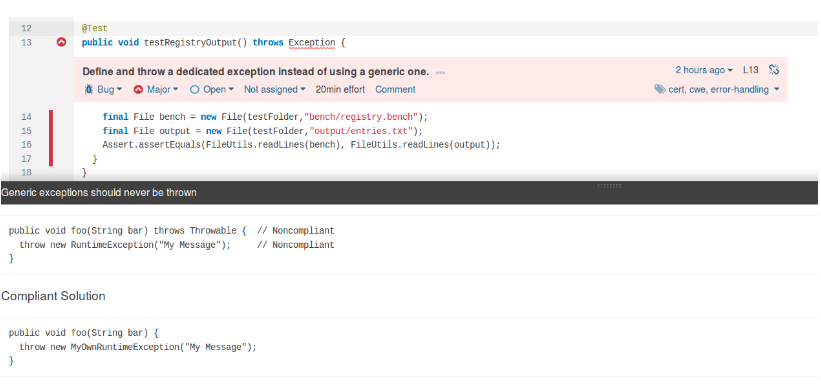 12 @Test
13 public void testRegistryOutput() throws Exception {
Define and throw a dedicated exception instead of using a generic one. 2 hours ago L13
Bug Major Open Not assigned 20min effort Comment cert, cwe, error-handling
14 final File bench = new File(testFolder,"bench/registry.bench");
15 final File output = new File(testFolder,"output/entries.txt");
16 Assert.assertEquals(FileUtils.readLines(bench), FileUtils.readLines(output));
17 }
18 }
Generic exceptions should never be thrown
public void foo(String bar) throws Throwable { // Noncompliant
throw new RuntimeException("My Message"); // Noncompliant
}
Compliant Solution
public void foo(String bar) {
throw new MyOwnRuntimeException("My Message");
}